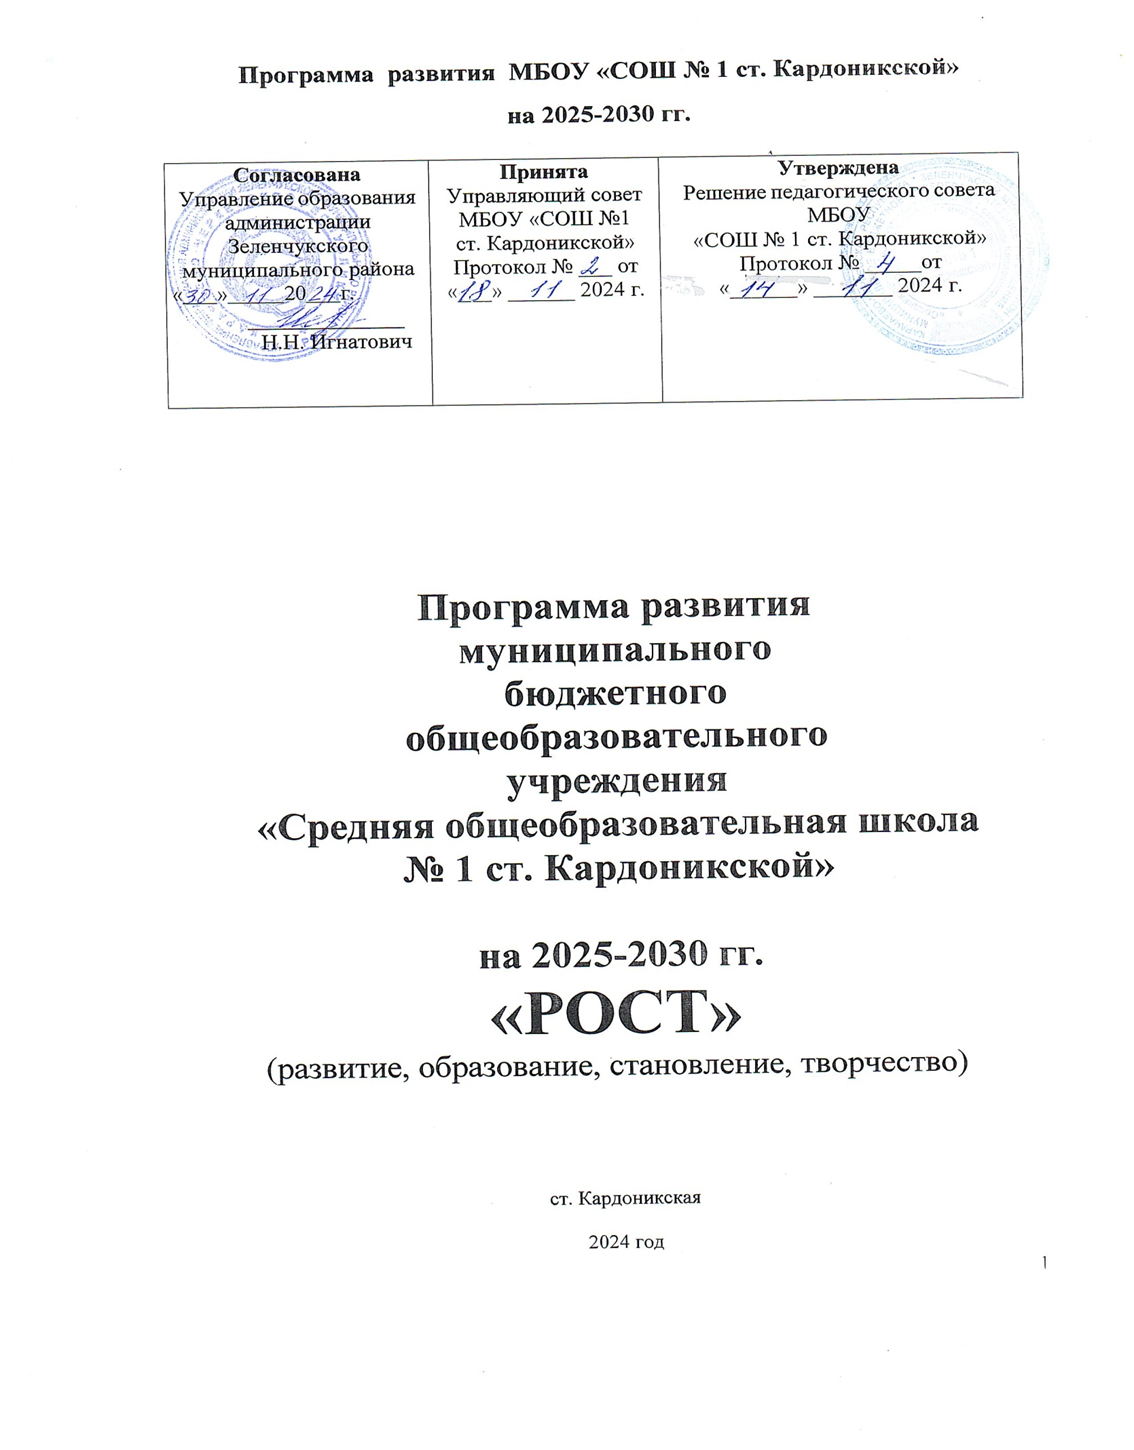 Программа развития МБОУ «СОШ № 1 ст. Кардоникской»
на 2025-2030 гг.
Согласована
Управление образования
администрации
Зеленчукского
муниципального района
«30» 11 2024 г.
Н.Н. Игнатович
Принята
Управляющий совет
МБОУ «СОШ №1
ст. Кардоникской»
Протокол № 2 от
«18» 11 2024 г.
Утверждена
Решение педагогического совета
МБОУ
«СОШ № 1 ст. Кардоникской»
Протокол № 4 от
«14» 11 2024 г.
Программа развития
муниципального
бюджетного
общеобразовательного
учреждения
«Средняя общеобразовательная школа
№ 1 ст. Кардоникской»
на 2025-2030 гг.
«РОСТ»
(развитие, образование, становление, творчество)
ст. Кардоникская
2024 год
1